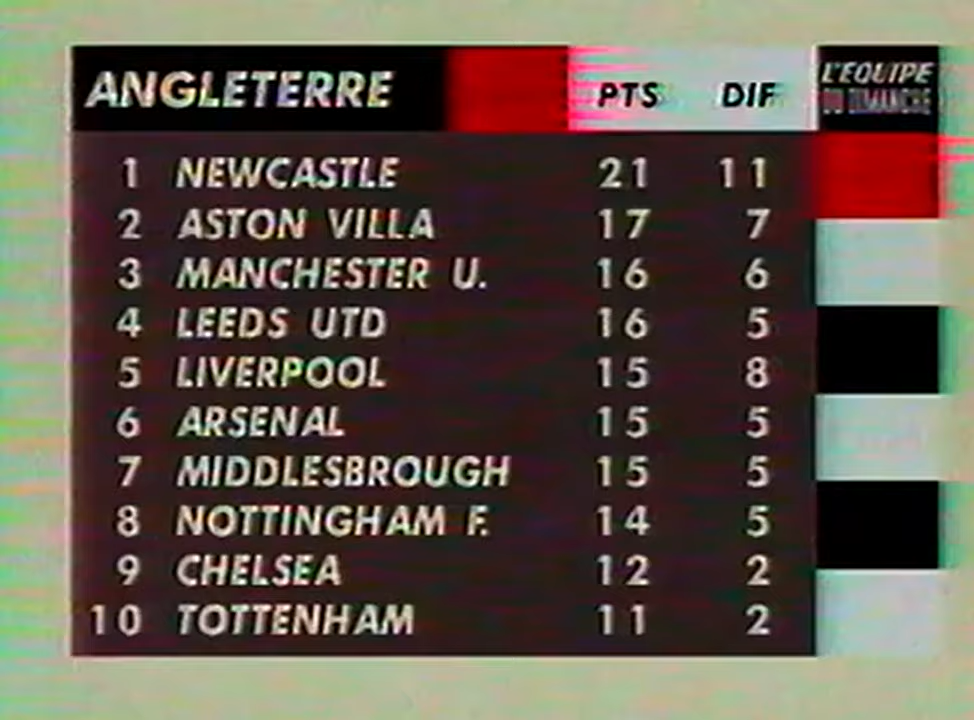 ANGLETERRE PTS DIF L'EQUIPE
DU DIMANCHE
1 NEWCASTLE 21 11
2 ASTON VILLA 17 7
3 MANCHESTER U. 16 6
4 LEEDS UTD 16 5
5 LIVERPOOL 15 8
6 ARSENAL 15 5
7 MIDDLESBROUGH 15 5
8 NOTTINGHAM F. 14 5
9 CHELSEA 12 2
10 TOTTENHAM 11 2